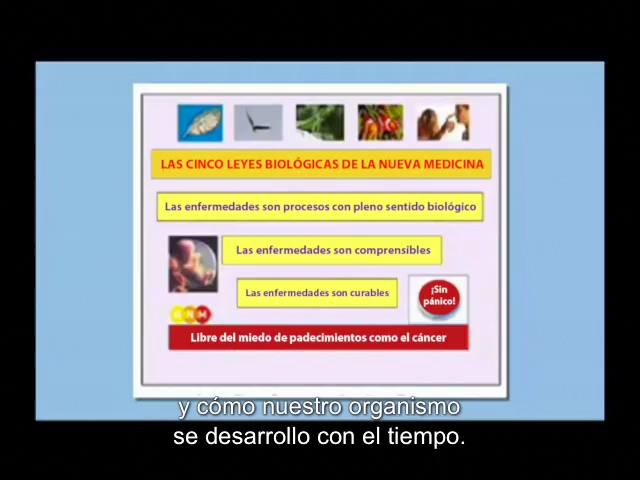 LAS CINCO LEYES BIOLÓGICAS DE LA NUEVA MEDICINA
Las enfermedades son procesos con pleno sentido biológico
Las enfermedades son comprensibles
Las enfermedades son curables
¡Sin
pánico!
GNM
Libre del miedo de padecimientos como el cáncer
y cómo nuestro organismo
se desarrollo con el tiempo.